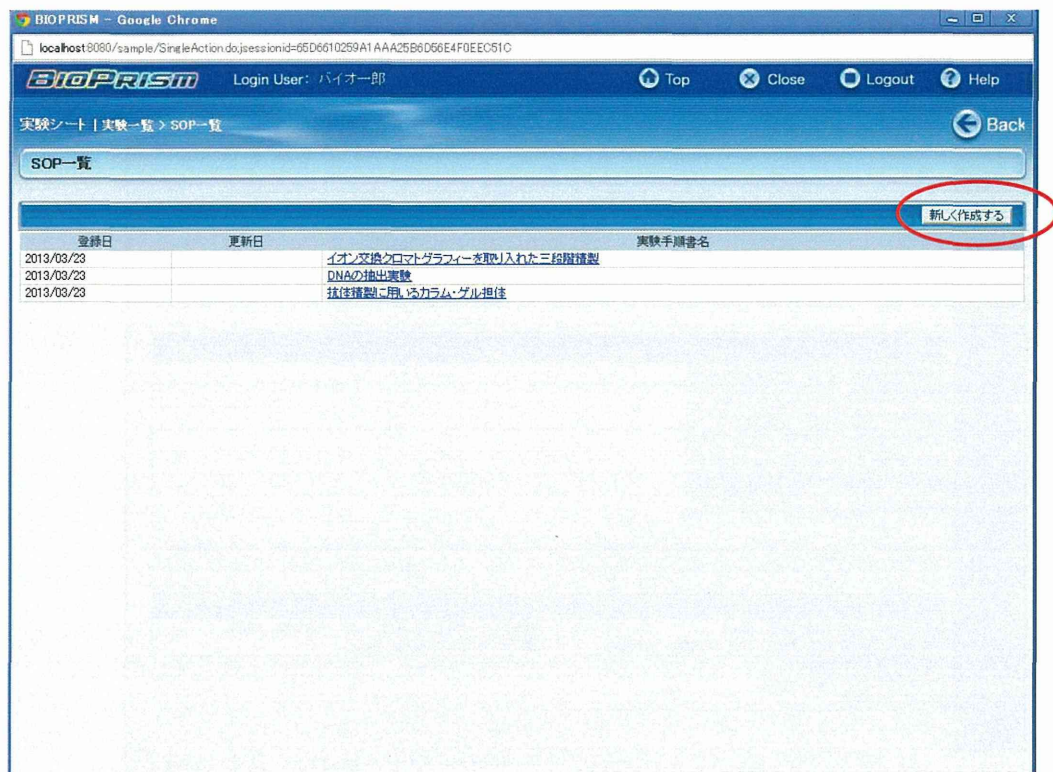 BIOPRISM - Google Chrome
localhost:8080/sample/SingleAction.do;jsessionid=65D6610259A1AAA25B6D56E4F0EEC51C
BIOPRISM Login User: バイオ一郎 Top Close Logout Help
実験シート | 実験一覧 > SOP一覧 Back
SOP一覧
新しく作成する
登録日 更新日 実験手順書名
2013/03/23 イオン交換クロマトグラフィーを取り入れた三段階精製
2013/03/23 DNAの抽出実験
2013/03/23 抗体精製に用いるカラム・ゲル担体